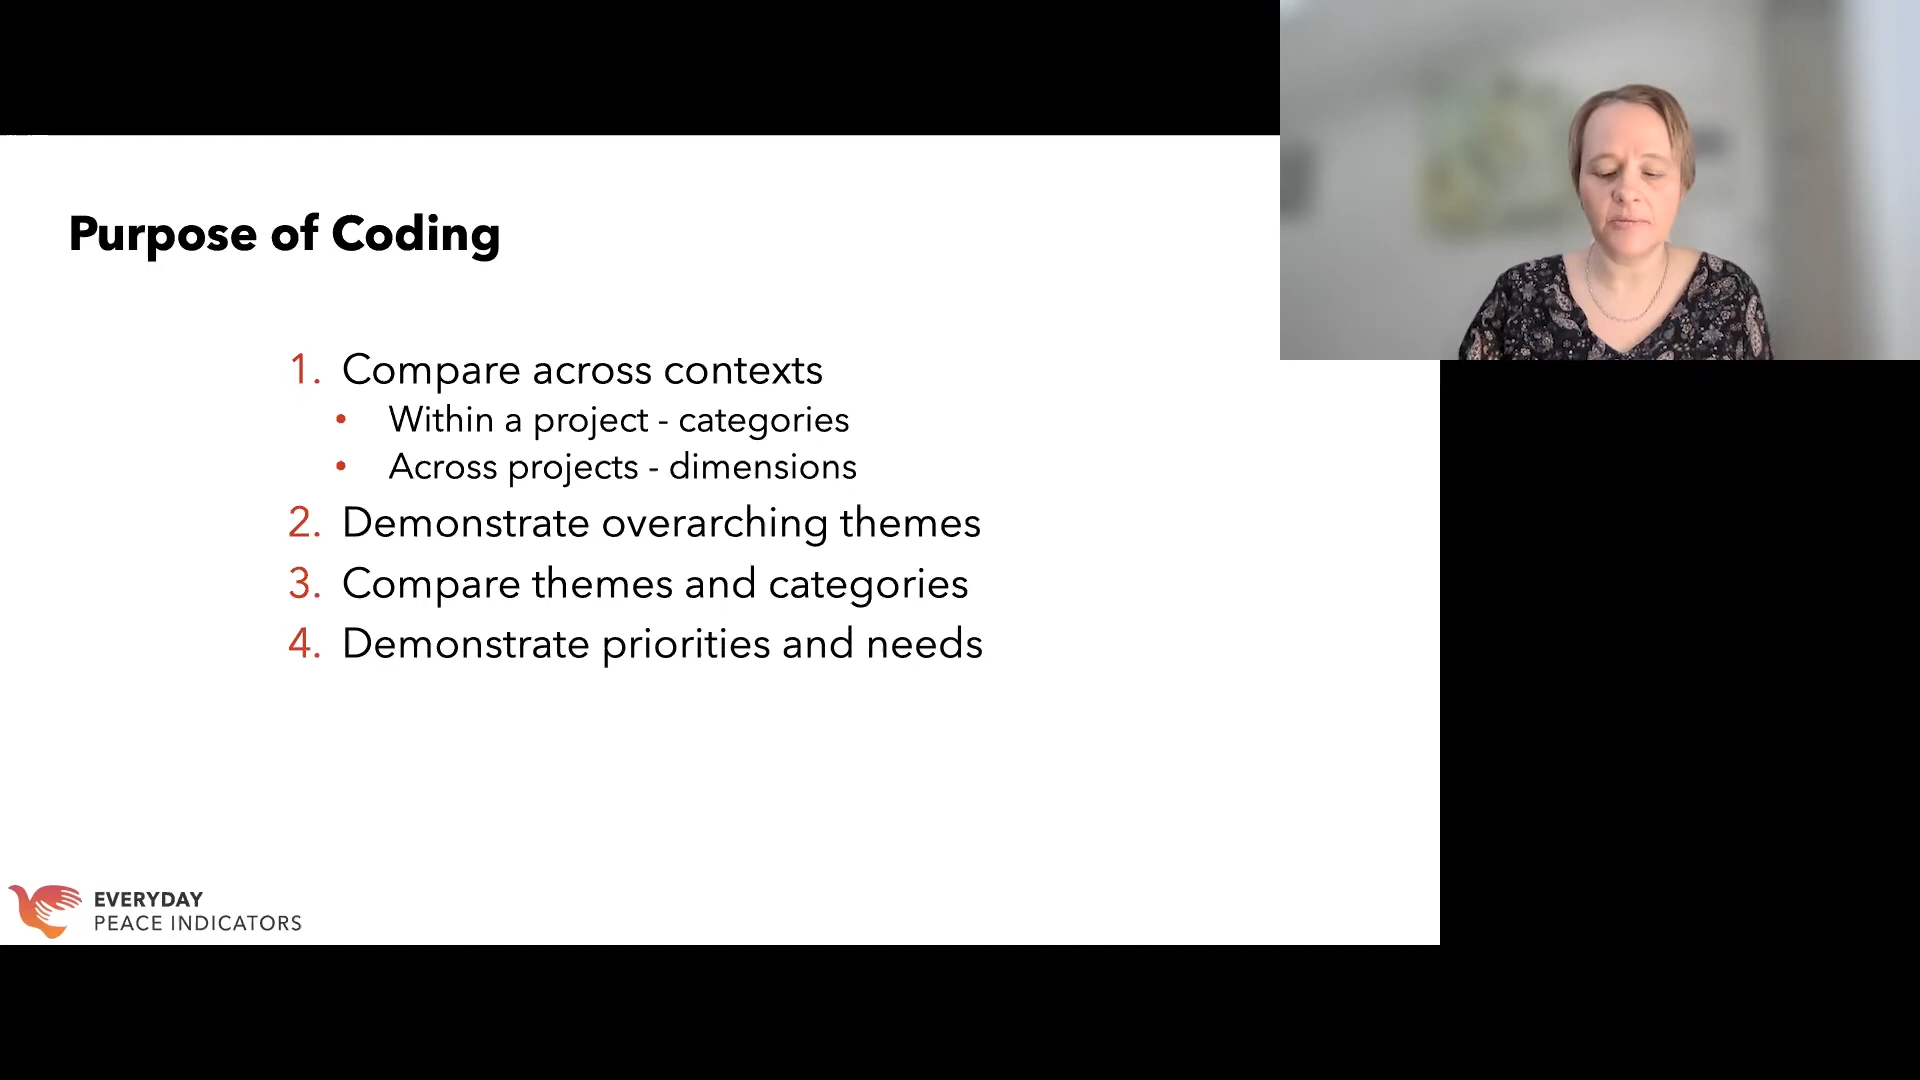 Purpose of Coding
1. Compare across contexts
• Within a project - categories
• Across projects - dimensions
2. Demonstrate overarching themes
3. Compare themes and categories
4. Demonstrate priorities and needs
EVERYDAY
PEACE INDICATORS